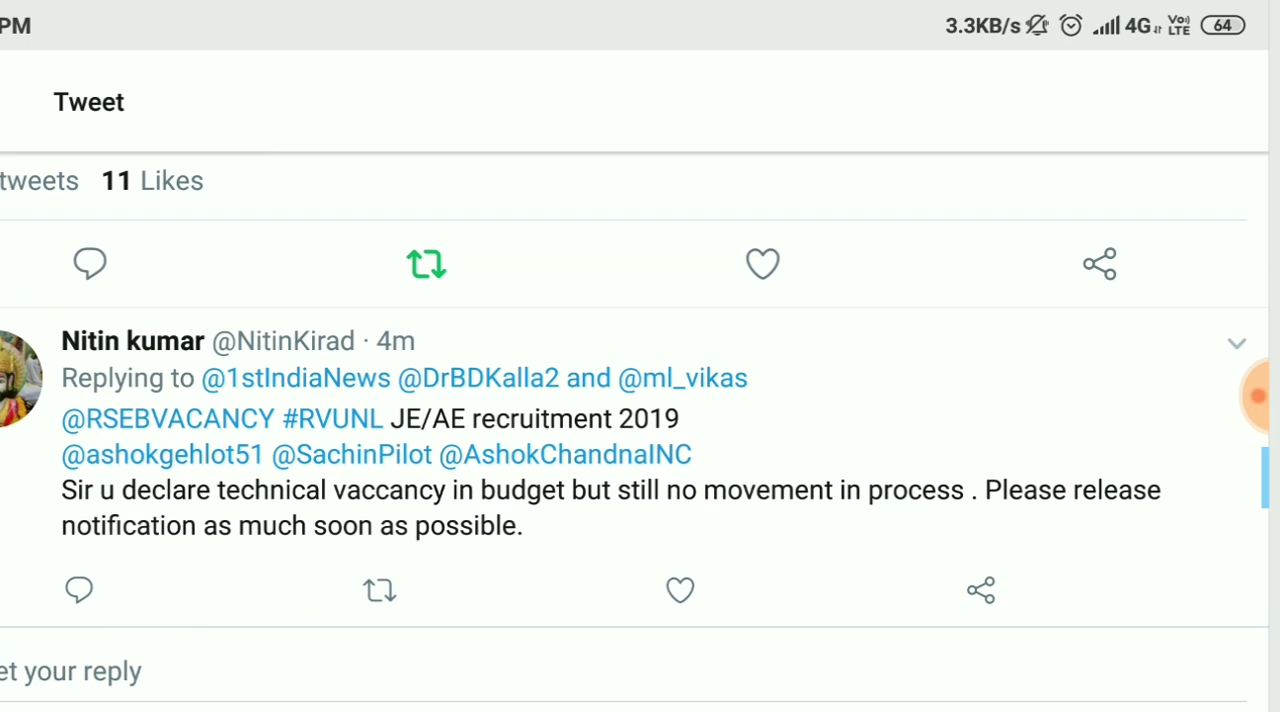 PM 3.3KB/s 4G VoLTE 64
Tweet
tweets 11 Likes
Nitin kumar @NitinKirad · 4m
Replying to @1stIndiaNews @DrBDKalla2 and @ml_vikas
@RSEBVACANCY #RVUNL JE/AE recruitment 2019
@ashokgehlot51 @SachinPilot @AshokChandnaINC
Sir u declare technical vaccancy in budget but still no movement in process . Please release
notification as much soon as possible.
et your reply